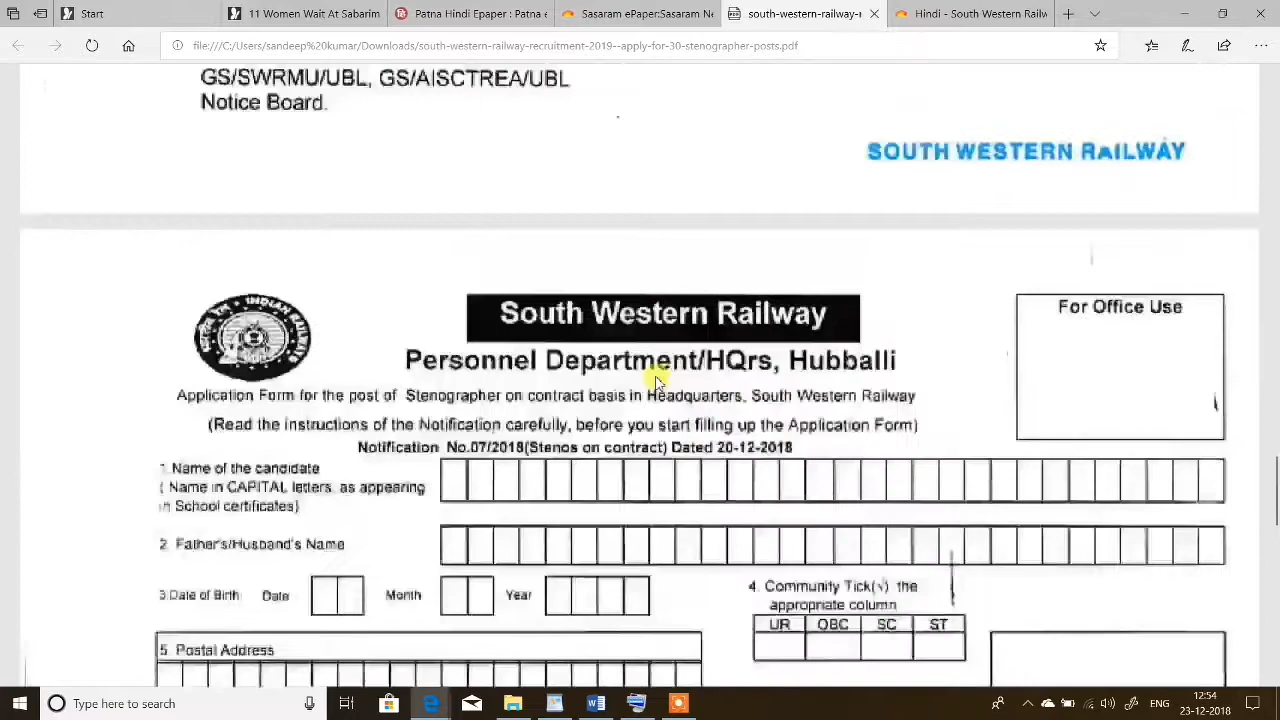 Start
11 Women Wait At Sabarim
Patna Hindi Epaper : Patna e
Sasaram ePaper:Sasaram Ne
south-western-railway-r
Hindi - South Western Railw
file:///C:/Users/sandeep%20kumar/Downloads/south-western-railway-recruitment-2019--apply-for-30-stenographer-posts.pdf
GS/SWRMU/UBL, GS/AISCTREA/UBL
Notice Board.
SOUTH WESTERN RAILWAY
INDIAN RAILWAYS
South Western Railway
For Office Use
Personnel Department/HQrs, Hubballi
Application Form for the post of Stenographer on contract basis in Headquarters, South Western Railway
(Read the instructions of the Notification carefully, before you start filling up the Application Form)
Notification No.07/2018(Stenos on contract) Dated 20-12-2018
1 Name of the candidate
( Name in CAPITAL letters as appearing
in School certificates)
2 Father's/Husband's Name
3 Date of Birth Date Month Year
4. Community Tick(√) the
appropriate column
UR OBC SC ST
5 Postal Address
Type here to search
ENG
12:54
23-12-2018